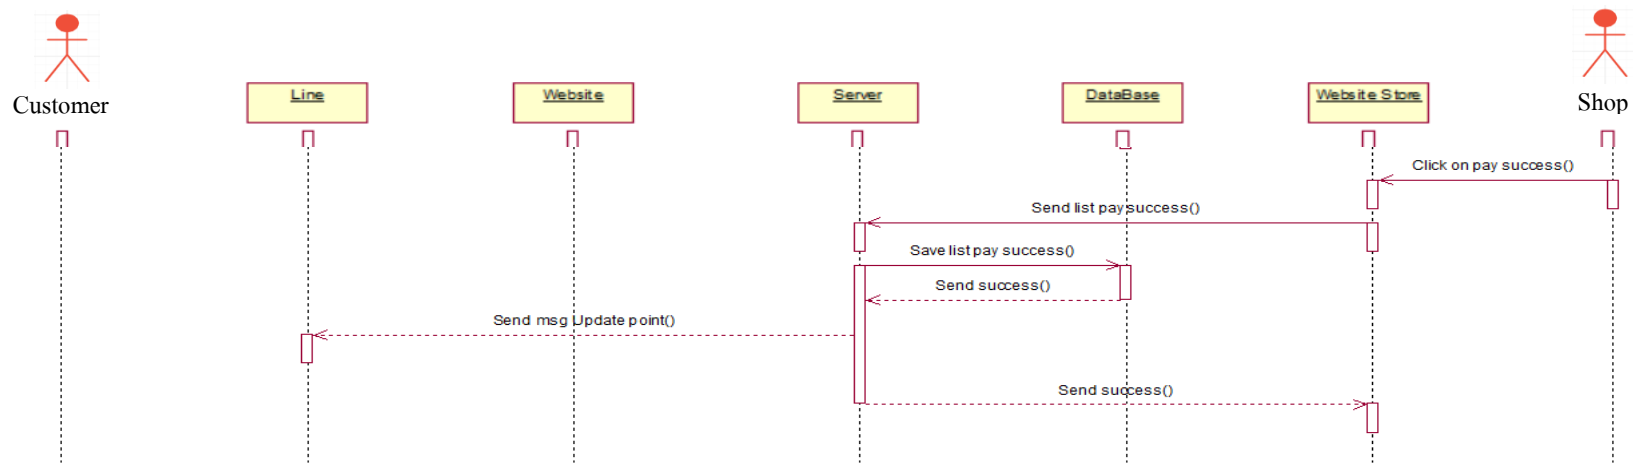 Customer
Line
Website
Server
DataBase
Website Store
Shop
Click on pay success()
Send list pay success()
Save list pay success()
Send success()
Send msg Update point()
Send success()